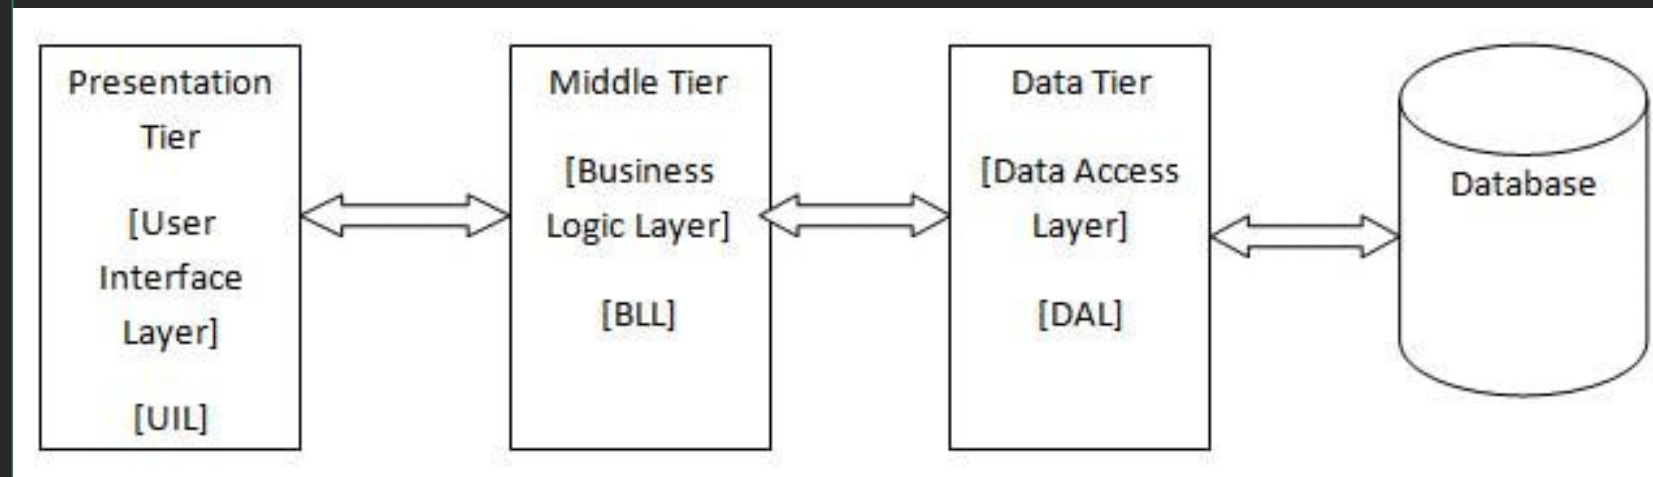 Presentation
Tier
[User
Interface
Layer]
[UIL]
Middle Tier
[Business
Logic Layer]
[BLL]
Data Tier
[Data Access
Layer]
[DAL]
Database